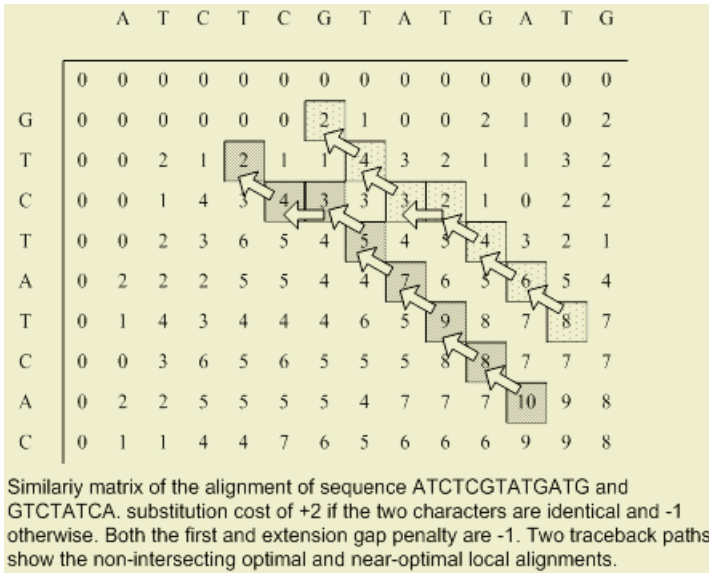 A T C T C G T A T G A T G
0 0 0 0 0 0 0 0 0 0 0 0 0 0
G 0 0 0 0 0 0 2 1 0 0 2 1 0 2
T 0 0 2 1 2 1 1 4 3 2 1 1 3 2
C 0 0 1 4 3 4 3 3 3 2 1 0 2 2
T 0 0 2 3 6 5 4 5 4 5 4 3 2 1
A 0 2 2 2 5 5 4 4 7 6 5 6 5 4
T 0 1 4 3 4 4 4 6 5 9 8 7 8 7
C 0 0 3 6 5 6 5 5 5 8 8 7 7 7
A 0 2 2 5 5 5 5 4 7 7 7 10 9 8
C 0 1 1 4 4 7 6 5 6 6 6 9 9 8
Similariy matrix of the alignment of sequence ATCTCGTATGATG and
GTCTATCA. substitution cost of +2 if the two characters are identical and -1
otherwise. Both the first and extension gap penalty are -1. Two traceback paths
show the non-intersecting optimal and near-optimal local alignments.